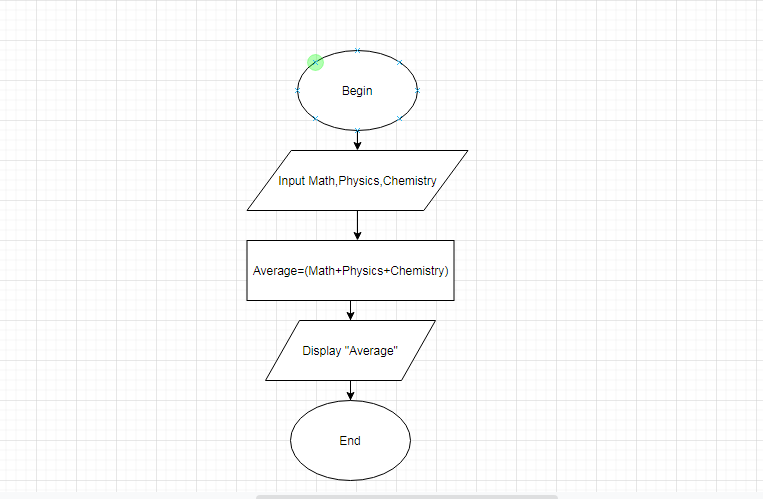 Begin
Input Math,Physics,Chemistry
Average=(Math+Physics+Chemistry)
Display "Average"
End